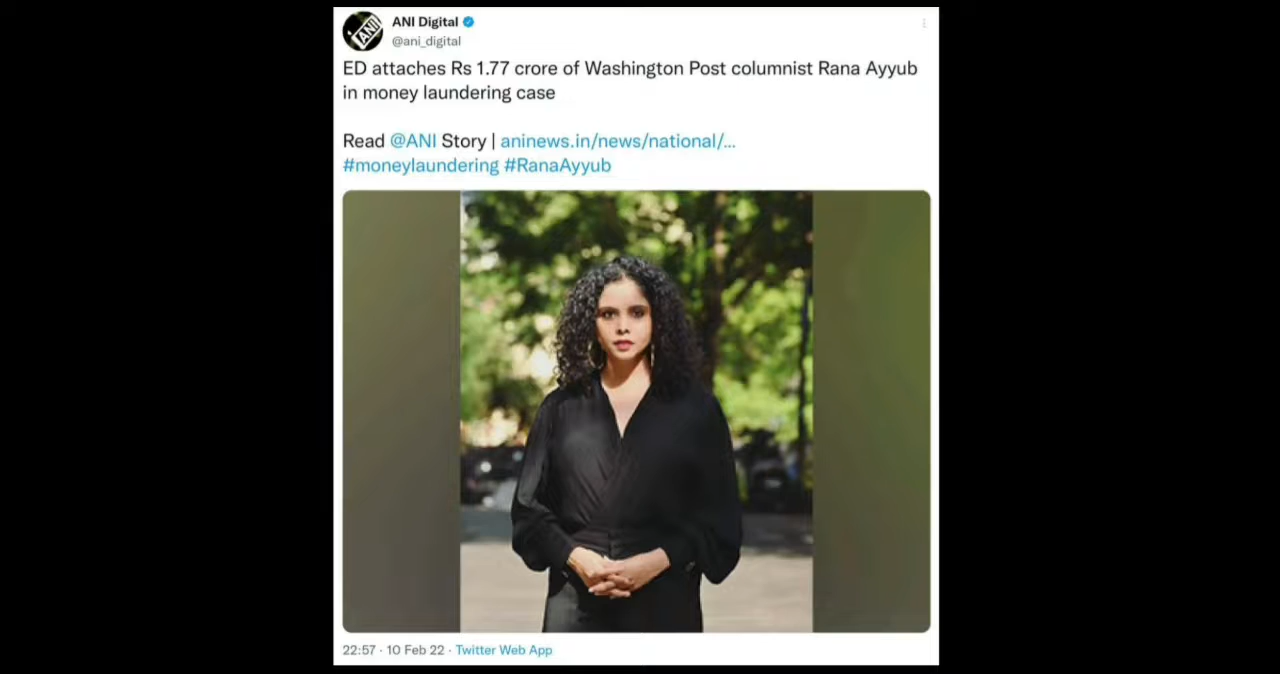 ANI Digital
@ani_digital
ED attaches Rs 1.77 crore of Washington Post columnist Rana Ayyub
in money laundering case
Read @ANI Story | aninews.in/news/national/...
#moneylaundering #RanaAyyub
22:57 · 10 Feb 22 · Twitter Web App